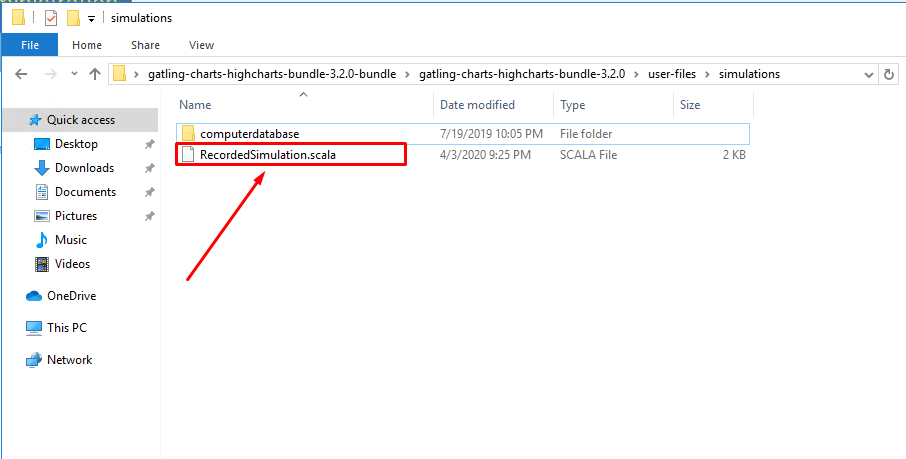 simulations
File Home Share View
gatling-charts-highcharts-bundle-3.2.0-bundle > gatling-charts-highcharts-bundle-3.2.0 > user-files > simulations
Name Date modified Type Size
Quick access
Desktop
Downloads
Documents
Pictures
Music
Videos
OneDrive
This PC
Network
computerdatabase 7/19/2019 10:05 PM File folder
RecordedSimulation.scala 4/3/2020 9:25 PM SCALA File 2 KB